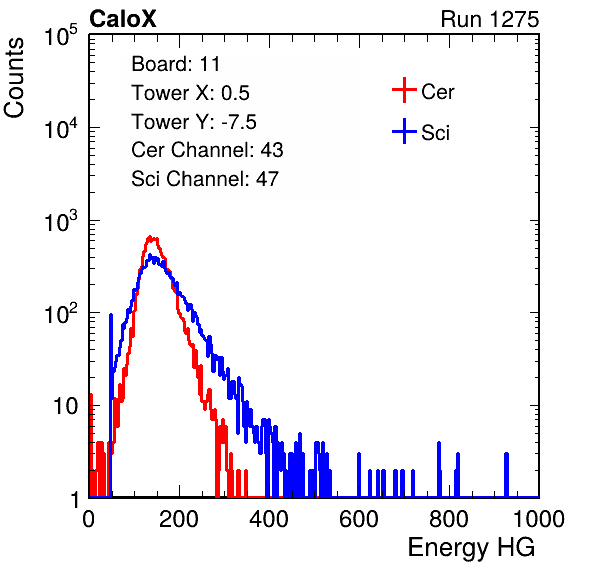 CaloX Run 1275
Counts
10^5
10^4
10^3
10^2
10
1
Board: 11
Tower X: 0.5
Tower Y: -7.5
Cer Channel: 43
Sci Channel: 47
Cer
Sci
0 200 400 600 800 1000
Energy HG